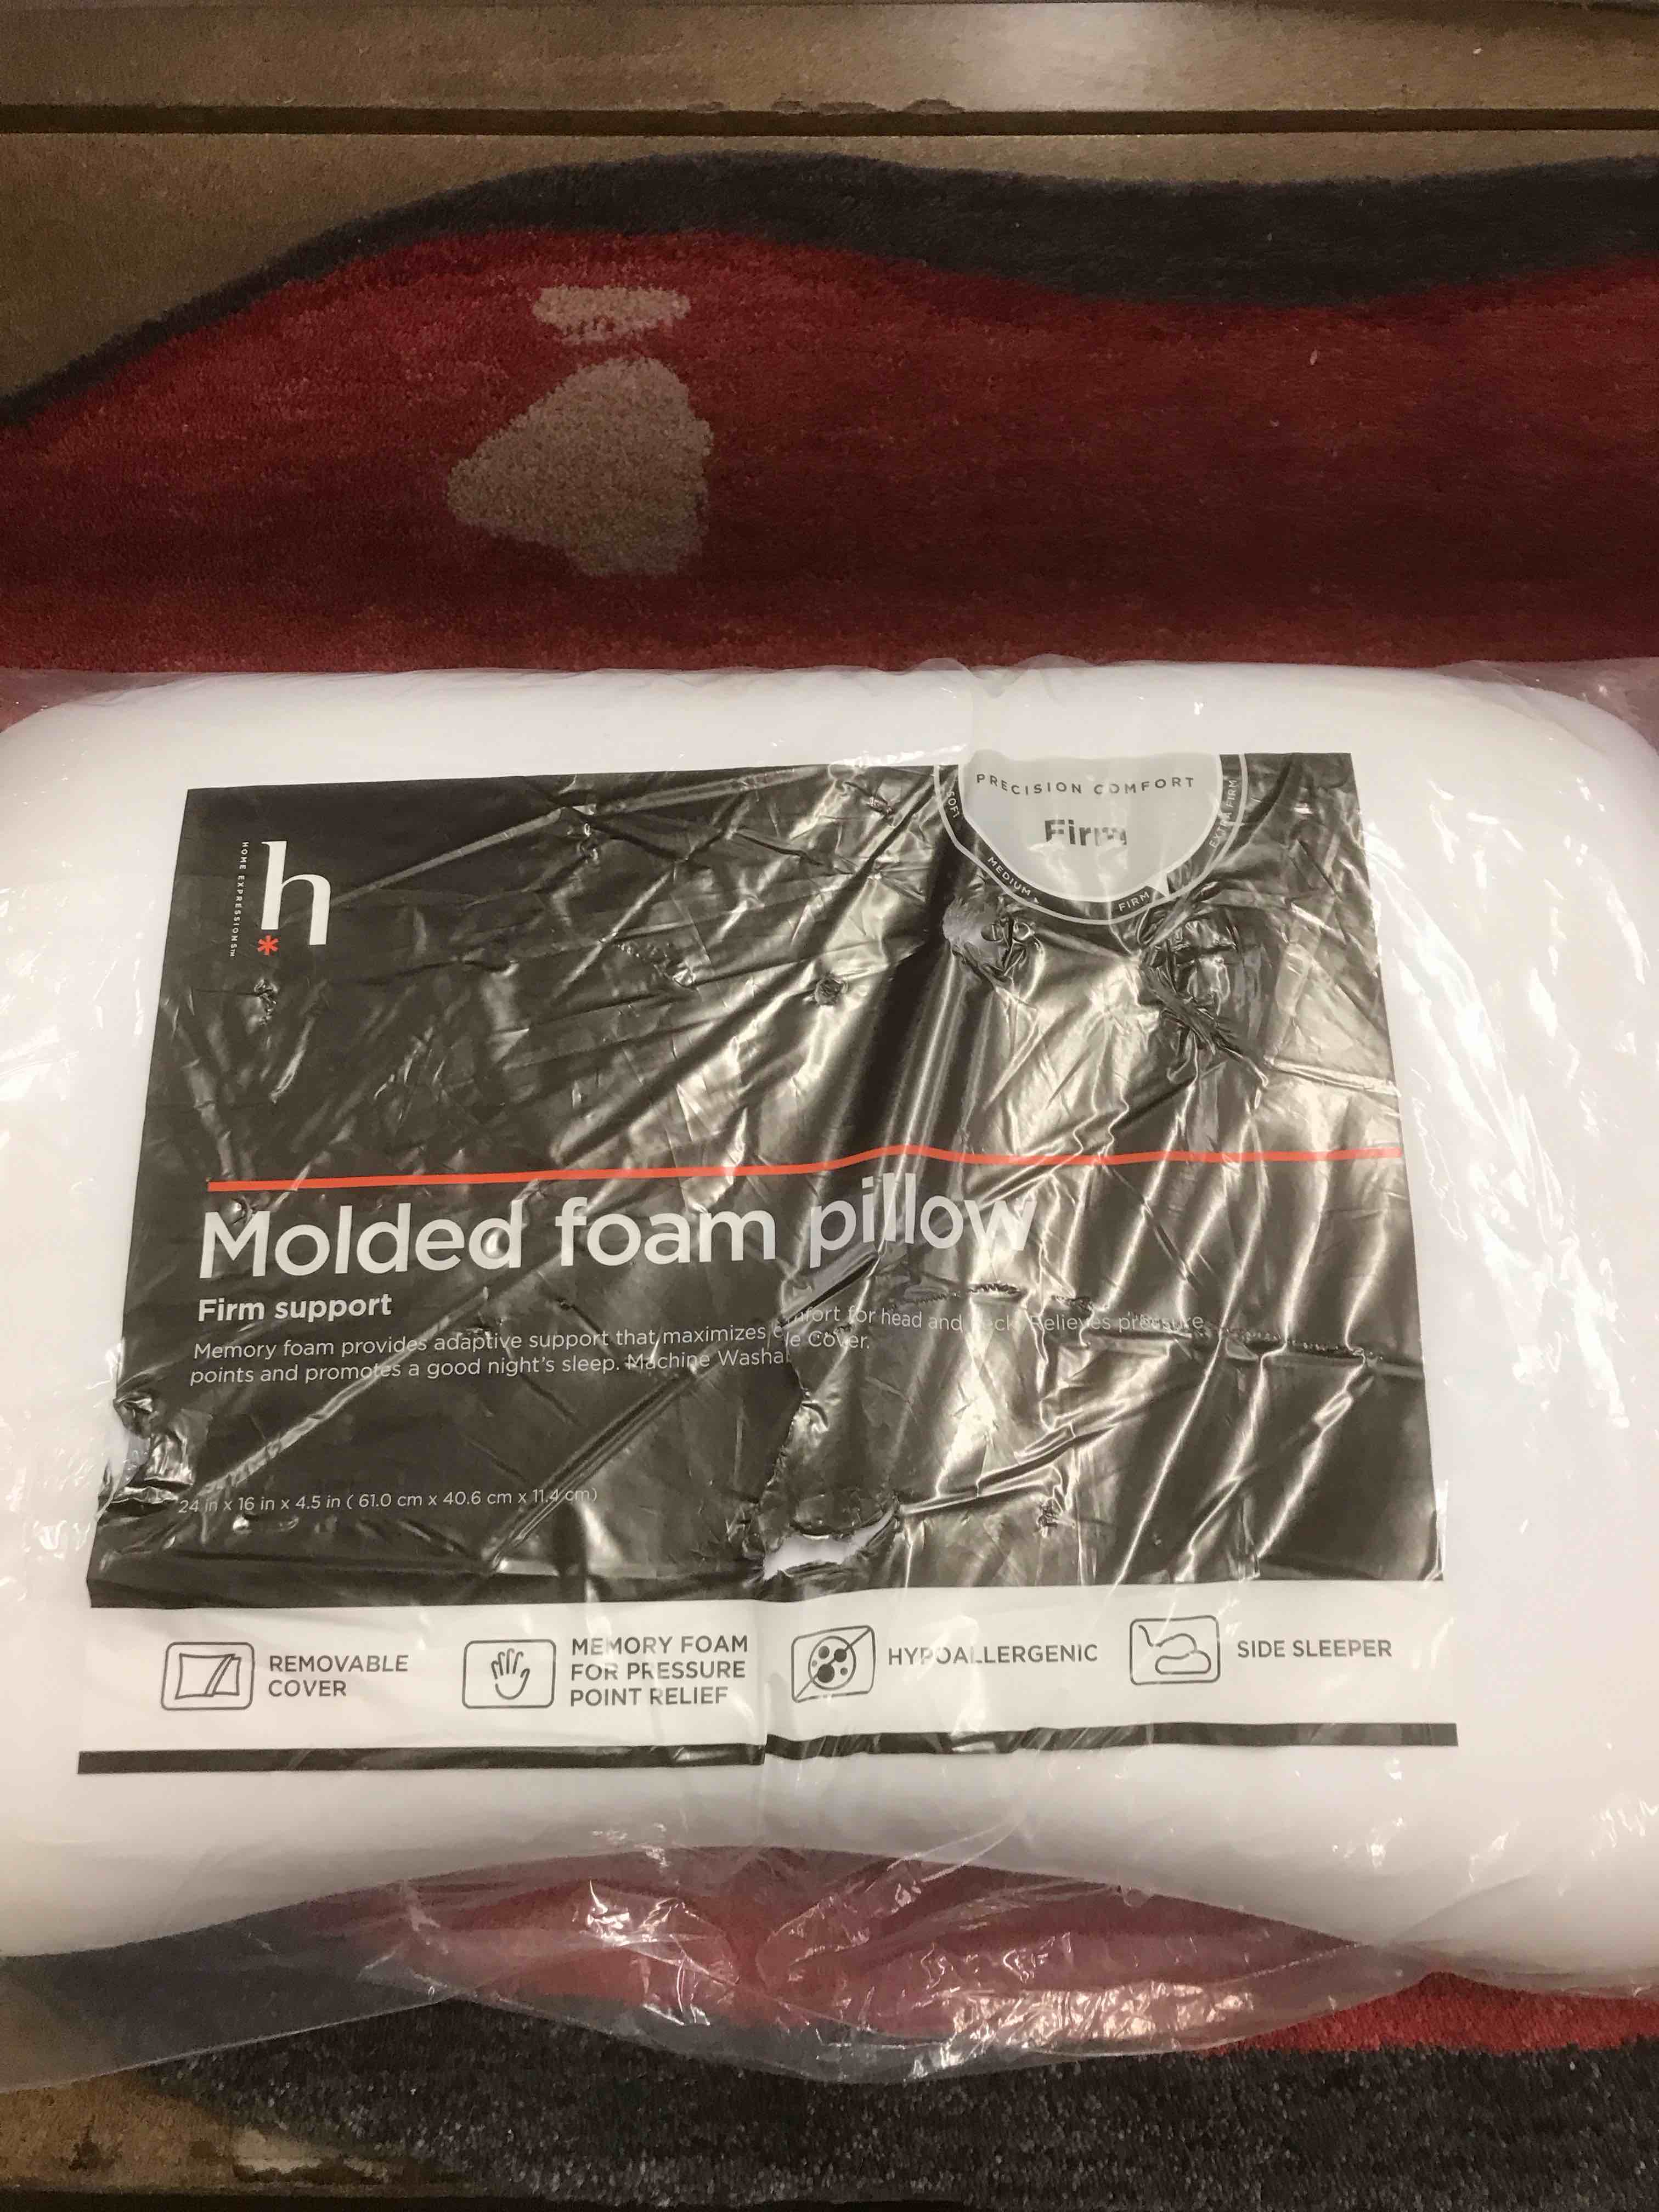 PRECISION COMFORT
Firm
SOFT
MEDIUM
FIRM
EXTRA FIRM
HOME EXPRESSIONS™
h*
Molded foam pillow
Firm support
Memory foam provides adaptive support that maximizes comfort for head and neck. Relieves pressure
points and promotes a good night's sleep. Machine Washable Cover.
24 in x 16 in x 4.5 in ( 61.0 cm x 40.6 cm x 11.4 cm)
REMOVABLE
COVER
MEMORY FOAM
FOR PRESSURE
POINT RELIEF
HYPOALLERGENIC
SIDE SLEEPER